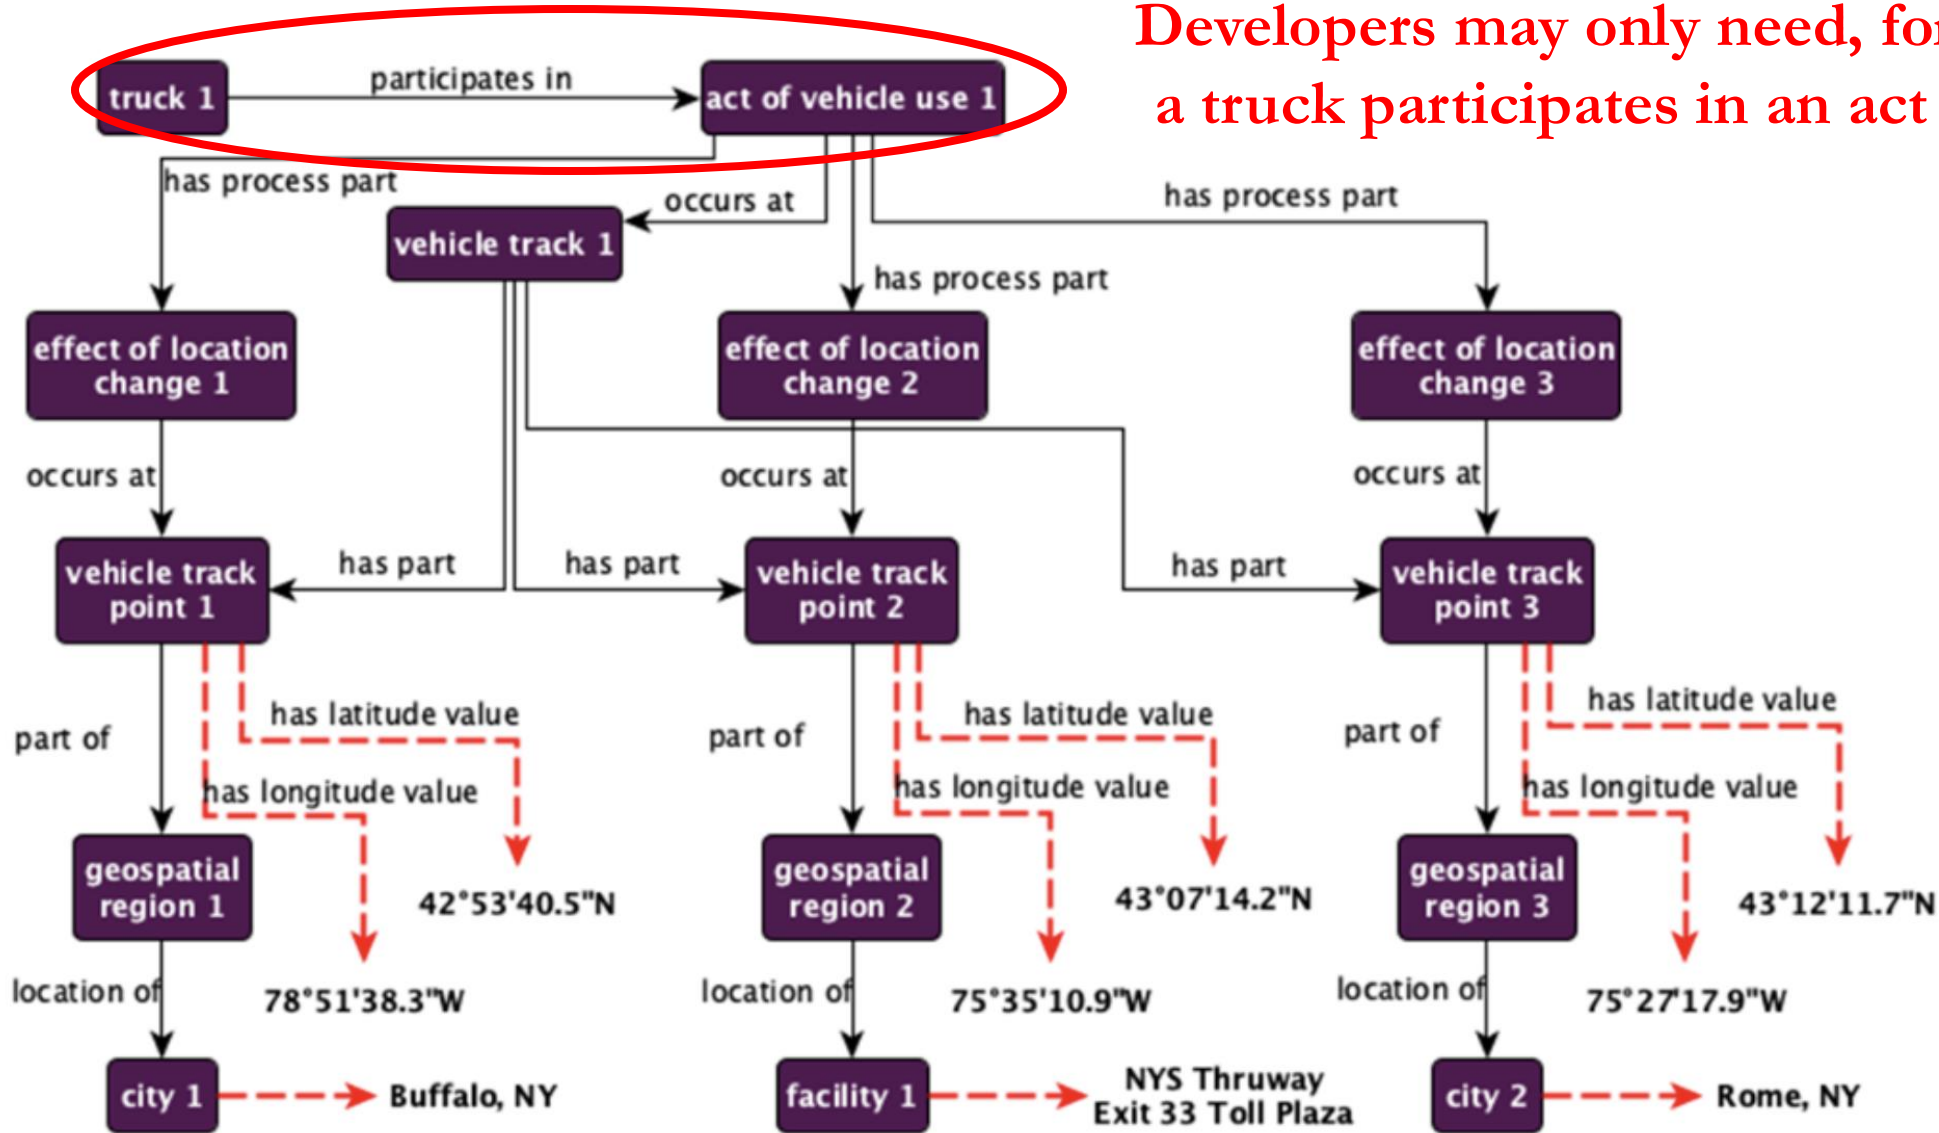 Developers may only need, for
a truck participates in an act
truck 1
participates in
act of vehicle use 1
has process part
occurs at
has process part
vehicle track 1
has process part
effect of location
change 1
effect of location
change 2
effect of location
change 3
occurs at
occurs at
occurs at
vehicle track
point 1
has part
has part
vehicle track
point 2
has part
vehicle track
point 3
part of
has latitude value
has longitude value
part of
has latitude value
has longitude value
part of
has latitude value
has longitude value
geospatial
region 1
42°53'40.5"N
78°51'38.3"W
geospatial
region 2
43°07'14.2"N
75°35'10.9"W
geospatial
region 3
43°12'11.7"N
75°27'17.9"W
location of
location of
location of
city 1
Buffalo, NY
facility 1
NYS Thruway
Exit 33 Toll Plaza
city 2
Rome, NY